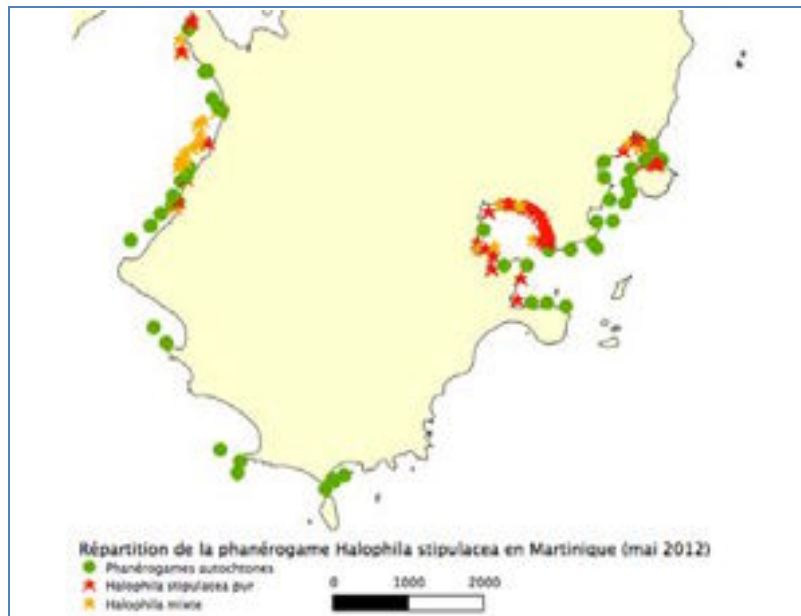 Répartition de la phanérogame Halophila stipulacea en Martinique (mai 2012)
Phanérogames autochtones
Halophila stipulacea pur
Halophila mixte
0 1000 2000